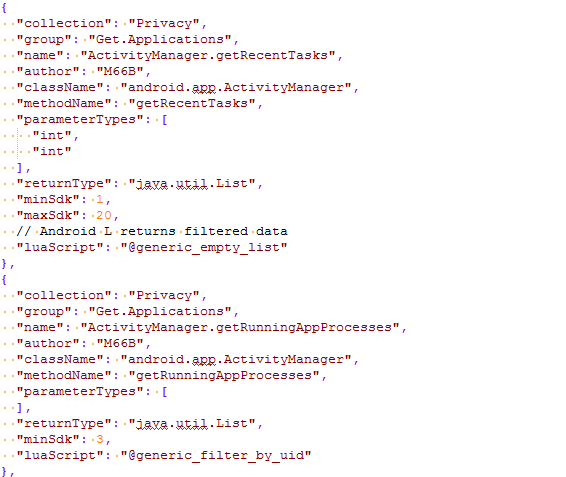 {
  "collection": "Privacy",
  "group": "Get.Applications",
  "name": "ActivityManager.getRecentTasks",
  "author": "M66B",
  "className": "android.app.ActivityManager",
  "methodName": "getRecentTasks",
  "parameterTypes": [
    "int",
    "int"
  ],
  "returnType": "java.util.List",
  "minSdk": 1,
  "maxSdk": 20,
  // Android L returns filtered data
  "luaScript": "@generic_empty_list"
},
{
  "collection": "Privacy",
  "group": "Get.Applications",
  "name": "ActivityManager.getRunningAppProcesses",
  "author": "M66B",
  "className": "android.app.ActivityManager",
  "methodName": "getRunningAppProcesses",
  "parameterTypes": [
  ],
  "returnType": "java.util.List",
  "minSdk": 3,
  "luaScript": "@generic_filter_by_uid"
},